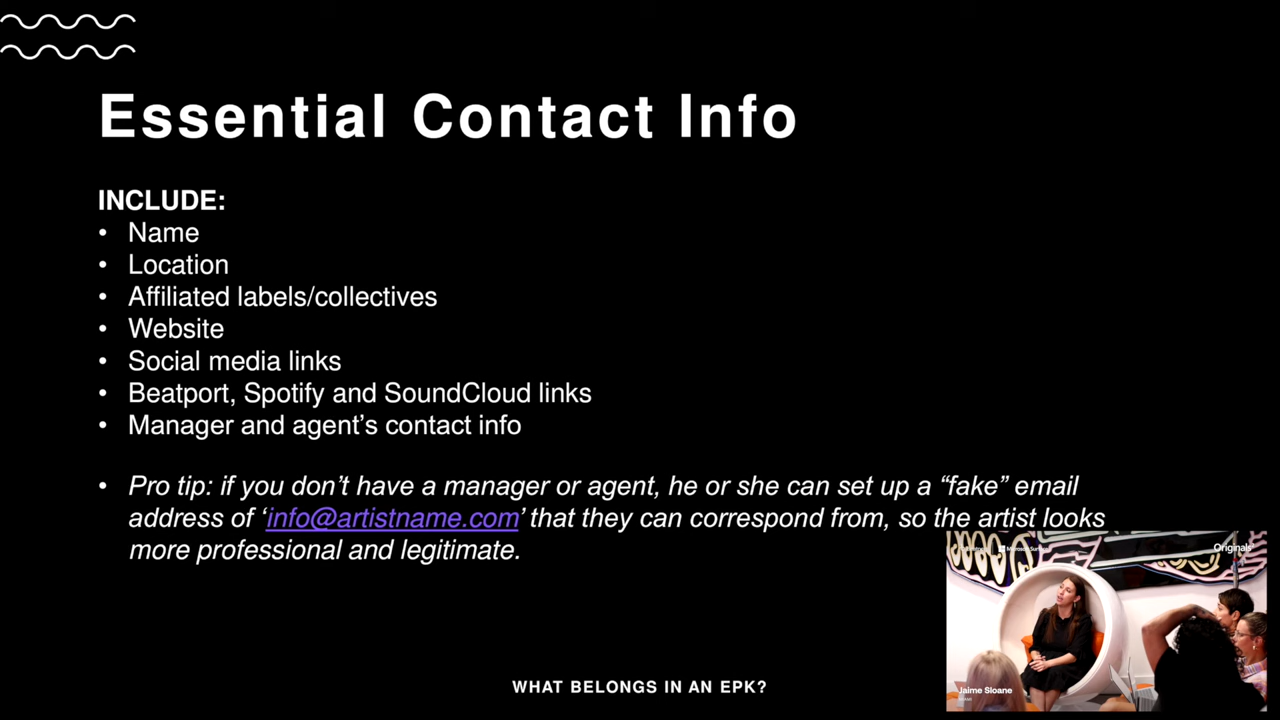 Essential Contact Info
INCLUDE:
• Name
• Location
• Affiliated labels/collectives
• Website
• Social media links
• Beatport, Spotify and SoundCloud links
• Manager and agent’s contact info
• Pro tip: if you don’t have a manager or agent, he or she can set up a “fake” email
address of ‘info@artistname.com’ that they can correspond from, so the artist looks
more professional and legitimate.
Originals
Jaime Sloane
WHAT BELONGS IN AN EPK?